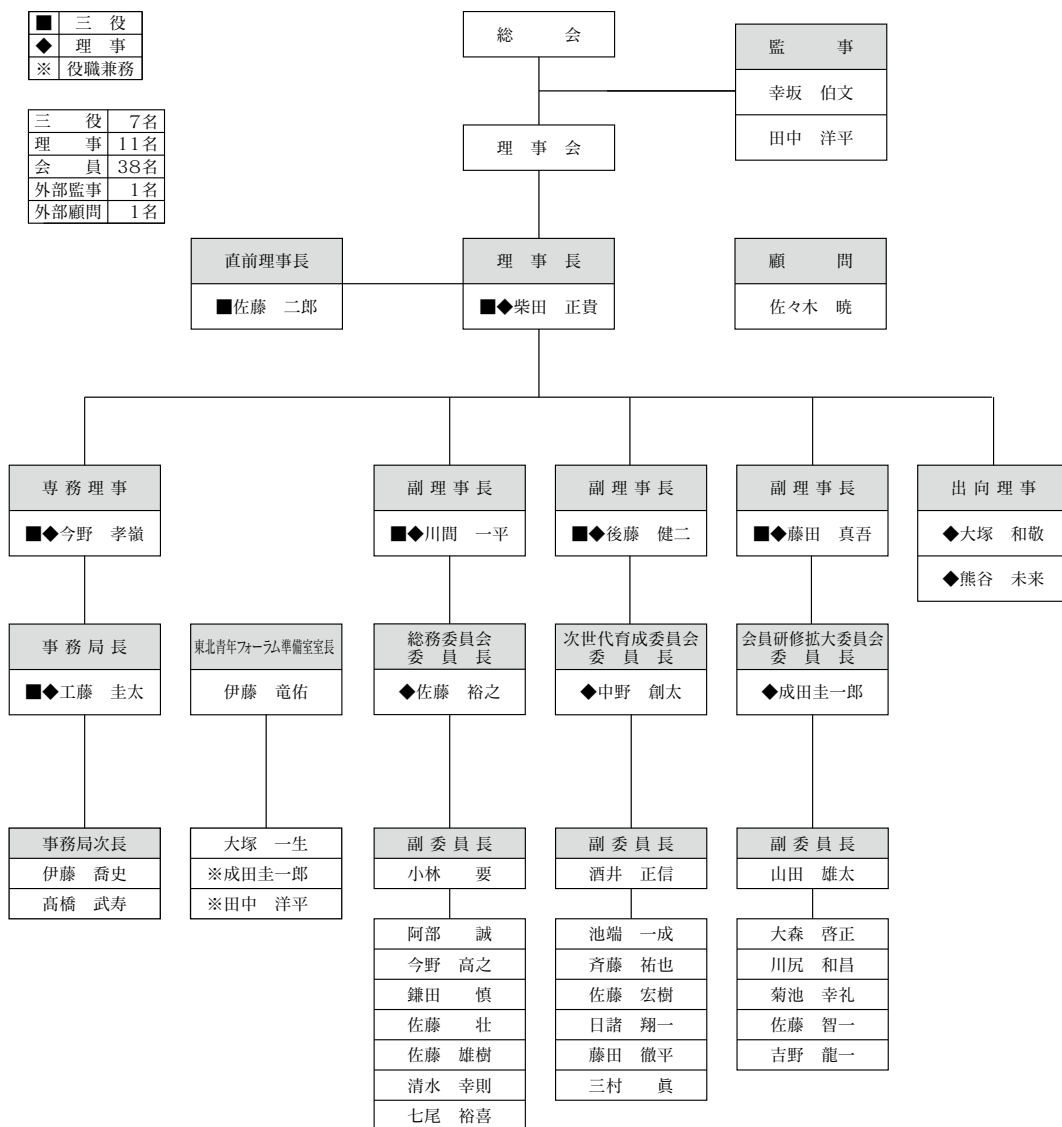 ■ 三　役
◆ 理　事
※ 役職兼務
三　　役 7名
理　　事 11名
会　　員 38名
外部監事 1名
外部顧問 1名
総　　会
監　　事
幸坂　伯文
田中　洋平
理　事　会
直前理事長
■佐藤　二郎
理　事　長
■◆柴田　正貴
顧　　問
佐々木　暁
専務理事
■◆今野　孝嶺
副理事長
■◆川間　一平
副理事長
■◆後藤　健二
副理事長
■◆藤田　真吾
出向理事
◆大塚　和敬
◆熊谷　未来
事務局長
■◆工藤　圭太
東北青年フォーラム準備室室長
伊藤　竜佑
総務委員会
委　員　長
◆佐藤　裕之
次世代育成委員会
委　員　長
◆中野　創太
会員研修拡大委員会
委　員　長
◆成田圭一郎
事務局次長
伊藤　喬史
髙橋　武寿
大塚　一生
※成田圭一郎
※田中　洋平
副委員長
小林　　要
阿部　　誠
今野　高之
鎌田　　慎
佐藤　　壮
佐藤　雄樹
清水　幸則
七尾　裕喜
副委員長
酒井　正信
池端　一成
斉藤　祐也
佐藤　宏樹
日諸　翔一
藤田　徹平
三村　　眞
副委員長
山田　雄太
大森　啓正
川尻　和昌
菊池　幸礼
佐藤　智一
吉野　龍一